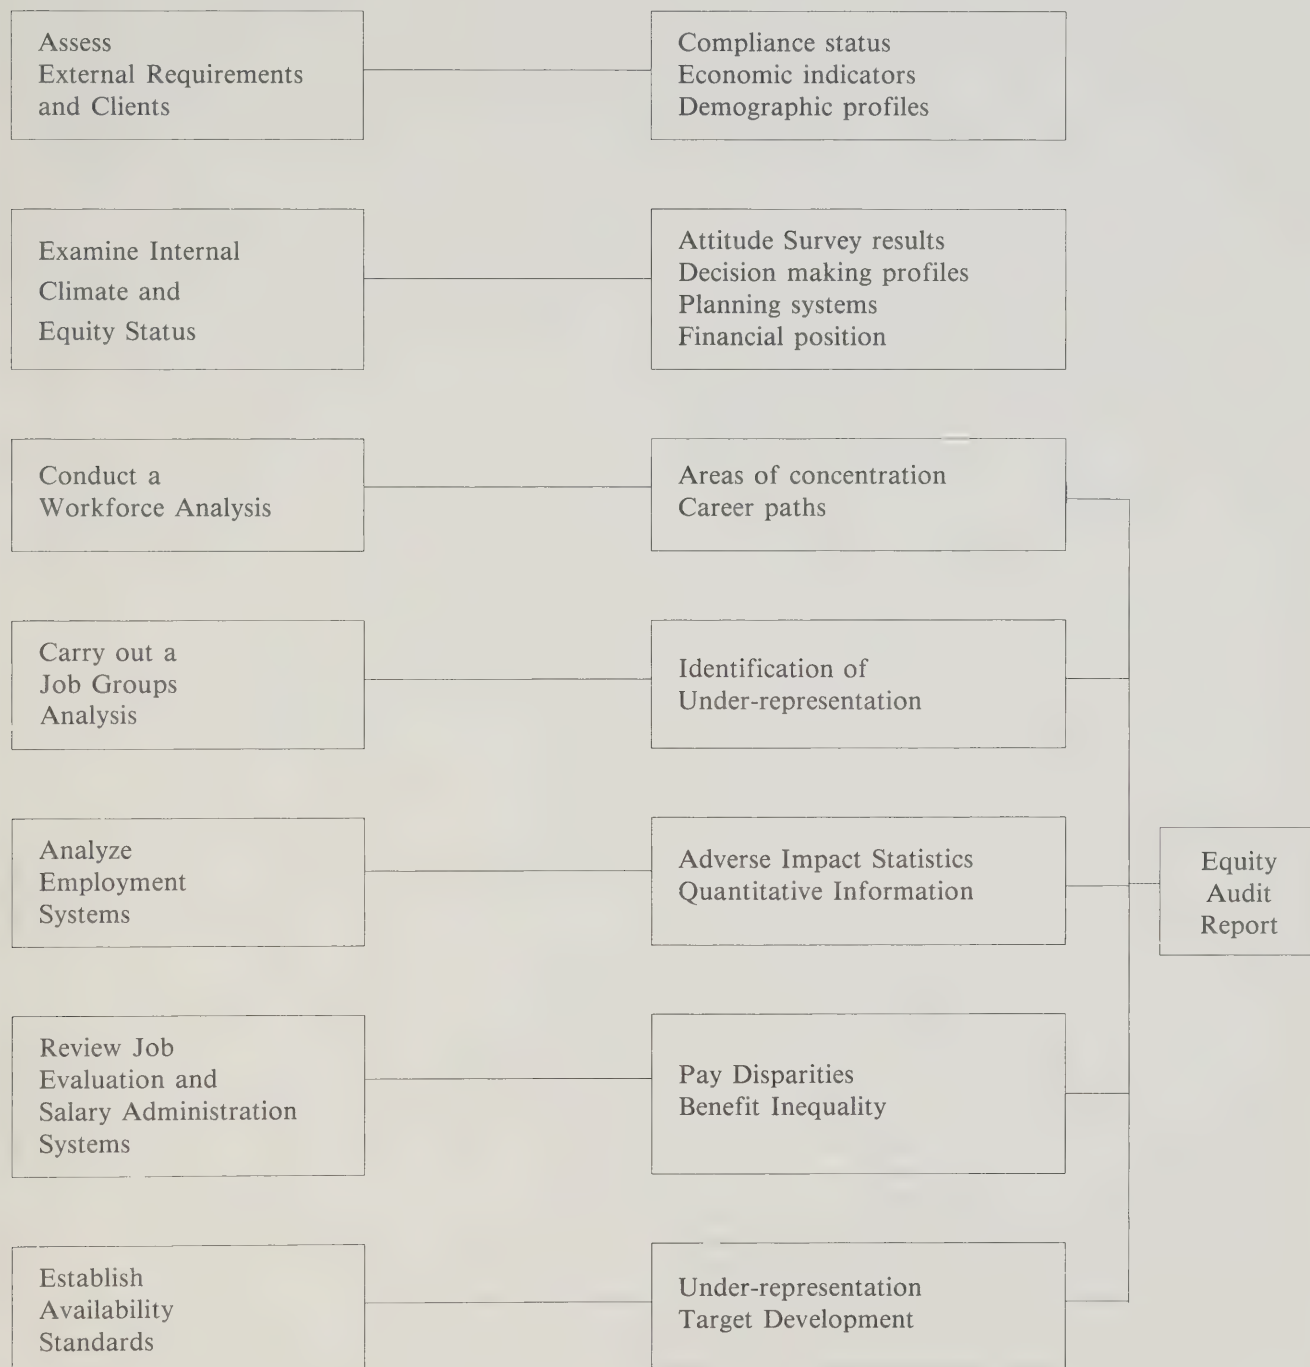 Assess
External Requirements
and Clients
Compliance status
Economic indicators
Demographic profiles
Examine Internal
Climate and
Equity Status
Attitude Survey results
Decision making profiles
Planning systems
Financial position
Conduct a
Workforce Analysis
Areas of concentration
Career paths
Carry out a
Job Groups
Analysis
Identification of
Under-representation
Analyze
Employment
Systems
Adverse Impact Statistics
Quantitative Information
Equity
Audit
Report
Review Job
Evaluation and
Salary Administration
Systems
Pay Disparities
Benefit Inequality
Establish
Availability
Standards
Under-representation
Target Development